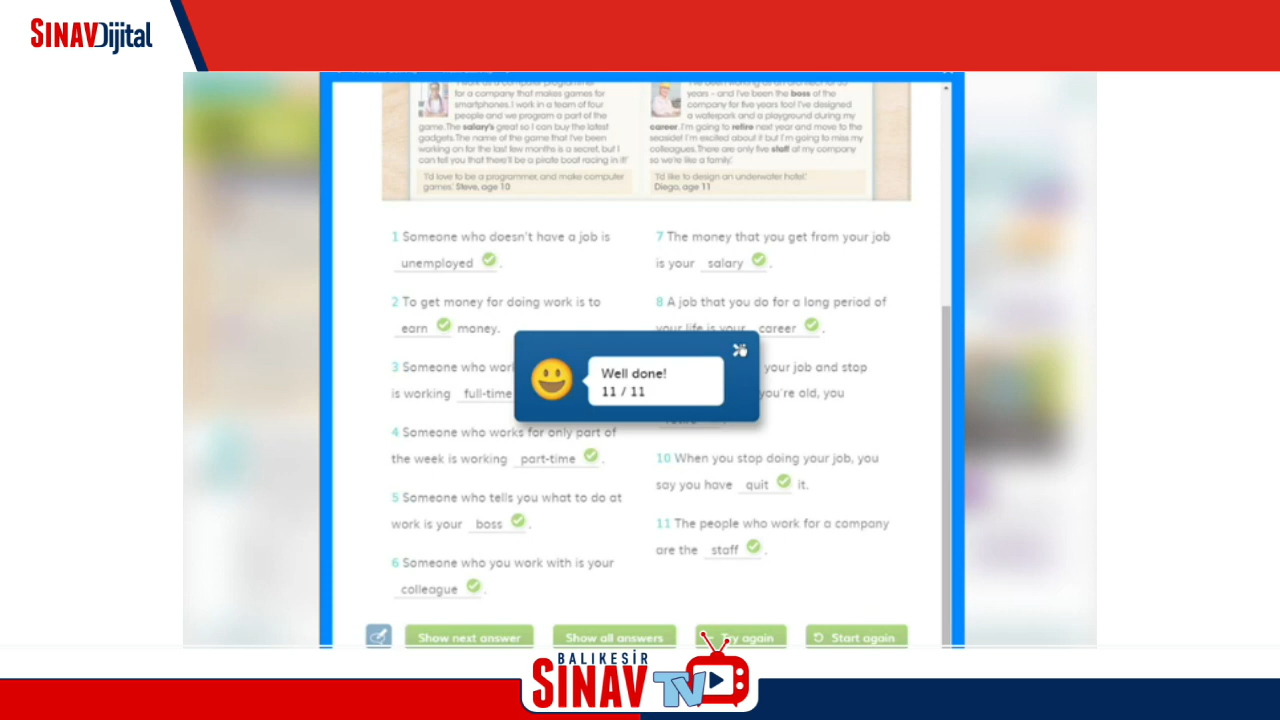 SINAVDijital
for a company that makes games for
smartphones. I work in a team of four
people and we program a part of the
game. The salary's great so I can buy the latest
gadgets. The name of the game that I've been
working on for the last few months is a secret, but I
can tell you that there'll be a pirate boat racing in it!'
'I'd love to be a programmer, and make computer
games.' Steve, age 10
years – and I've been the boss of the
company for five years too! I've designed
a waterpark and a playground during my
career. I'm going to retire next year and move to the
seaside! I'm excited about it but I'm going to miss my
colleagues. There are only five staff at my company
so we're like a family.'
'I'd like to design an underwater hotel.'
Diego, age 11
1 Someone who doesn't have a job is
unemployed .
2 To get money for doing work is to
earn money.
3 Someone who
is working full-time
4 Someone who works for only part of
the week is working part-time .
5 Someone who tells you what to do at
work is your boss .
6 Someone who you work with is your
colleague .
7 The money that you get from your job
is your salary .
8 A job that you do for a long period of
your life is your career .
your job and stop
you're old, you
.
10 When you stop doing your job, you
say you have quit it.
11 The people who work for a company
are the staff .
Well done!
11 / 11
Show next answer
Show all answers
Try again
Start again
BALIKESİR
SINAV TV